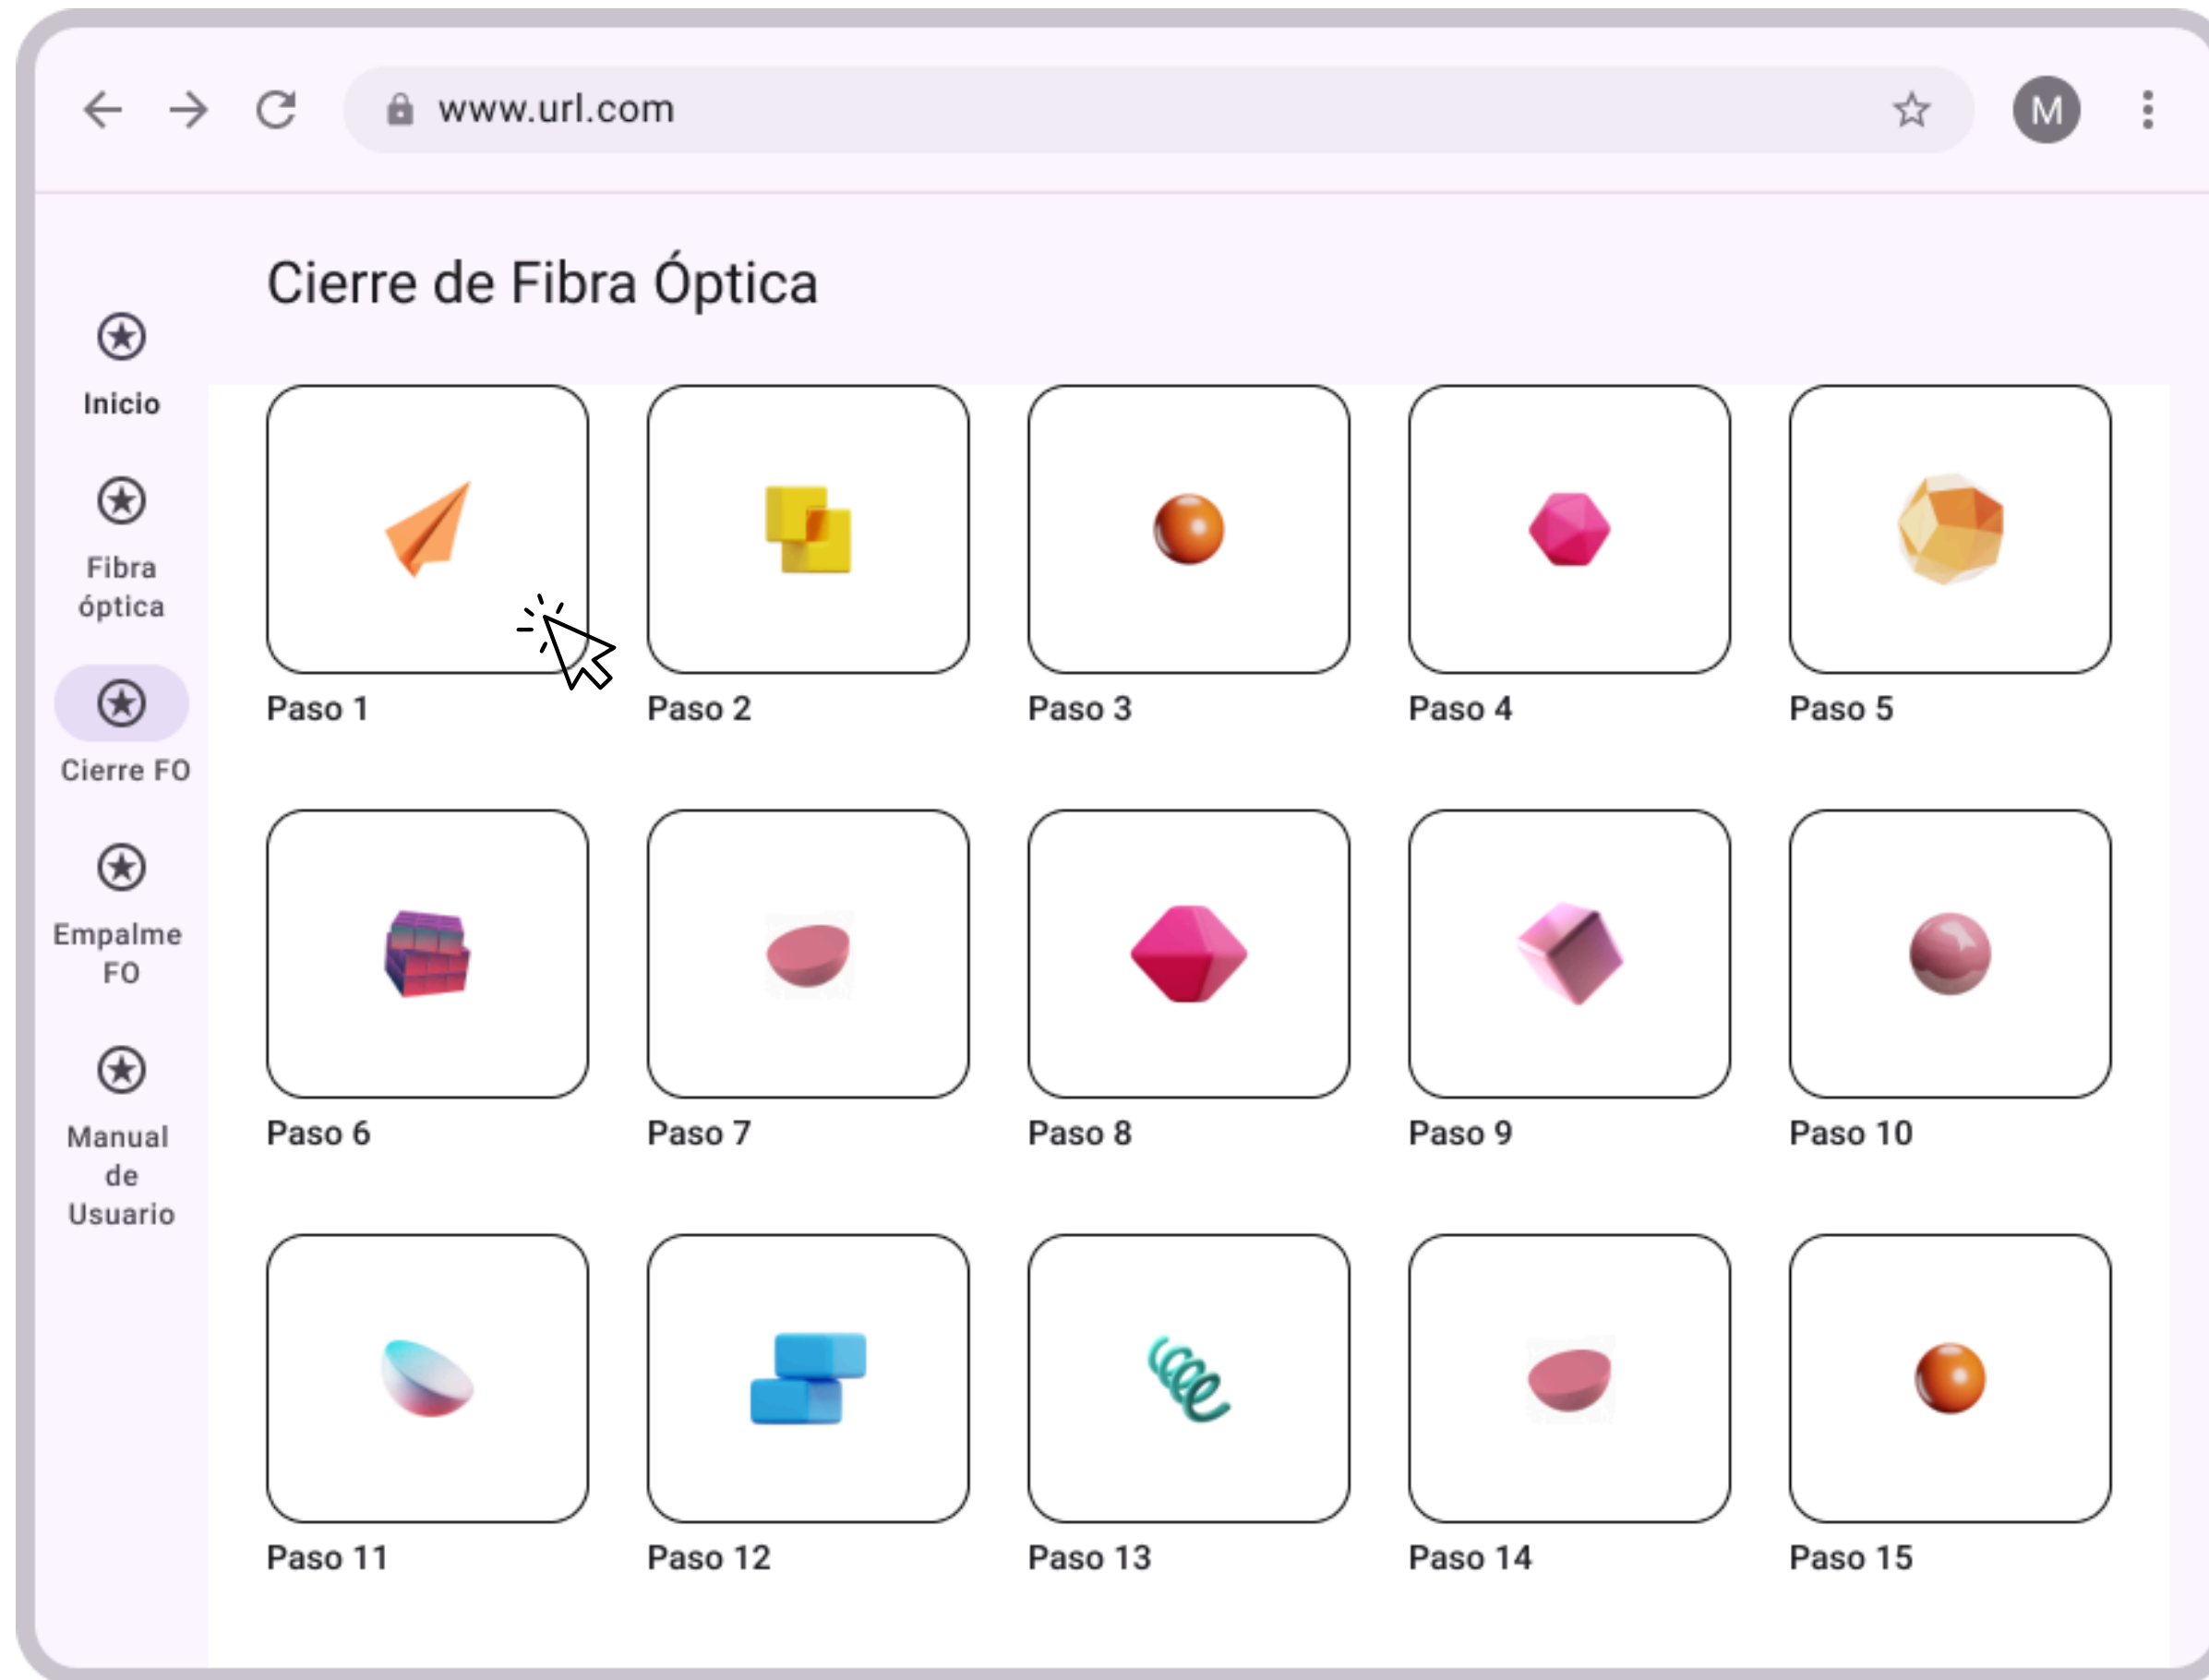 www.url.com
M
Cierre de Fibra Óptica
Inicio
Fibra
óptica
Cierre FO
Empalme
FO
Manual
de
Usuario
Paso 1
Paso 2
Paso 3
Paso 4
Paso 5
Paso 6
Paso 7
Paso 8
Paso 9
Paso 10
Paso 11
Paso 12
Paso 13
Paso 14
Paso 15